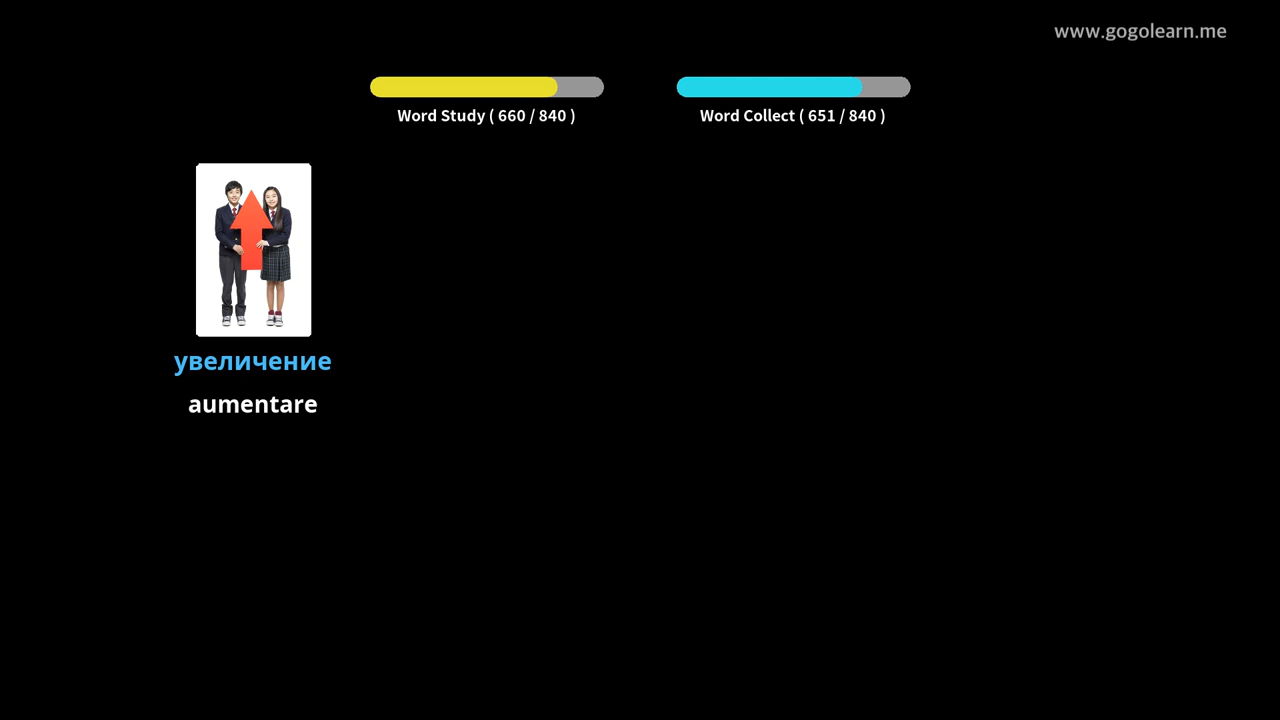 www.gogolearn.me
Word Study ( 660 / 840 )
Word Collect ( 651 / 840 )
увеличение
aumentare